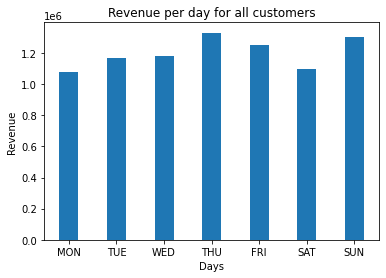 Revenue per day for all customers
1e6
1.2
1.0
0.8
0.6
0.4
0.2
0.0
Revenue
MON TUE WED THU FRI SAT SUN
Days